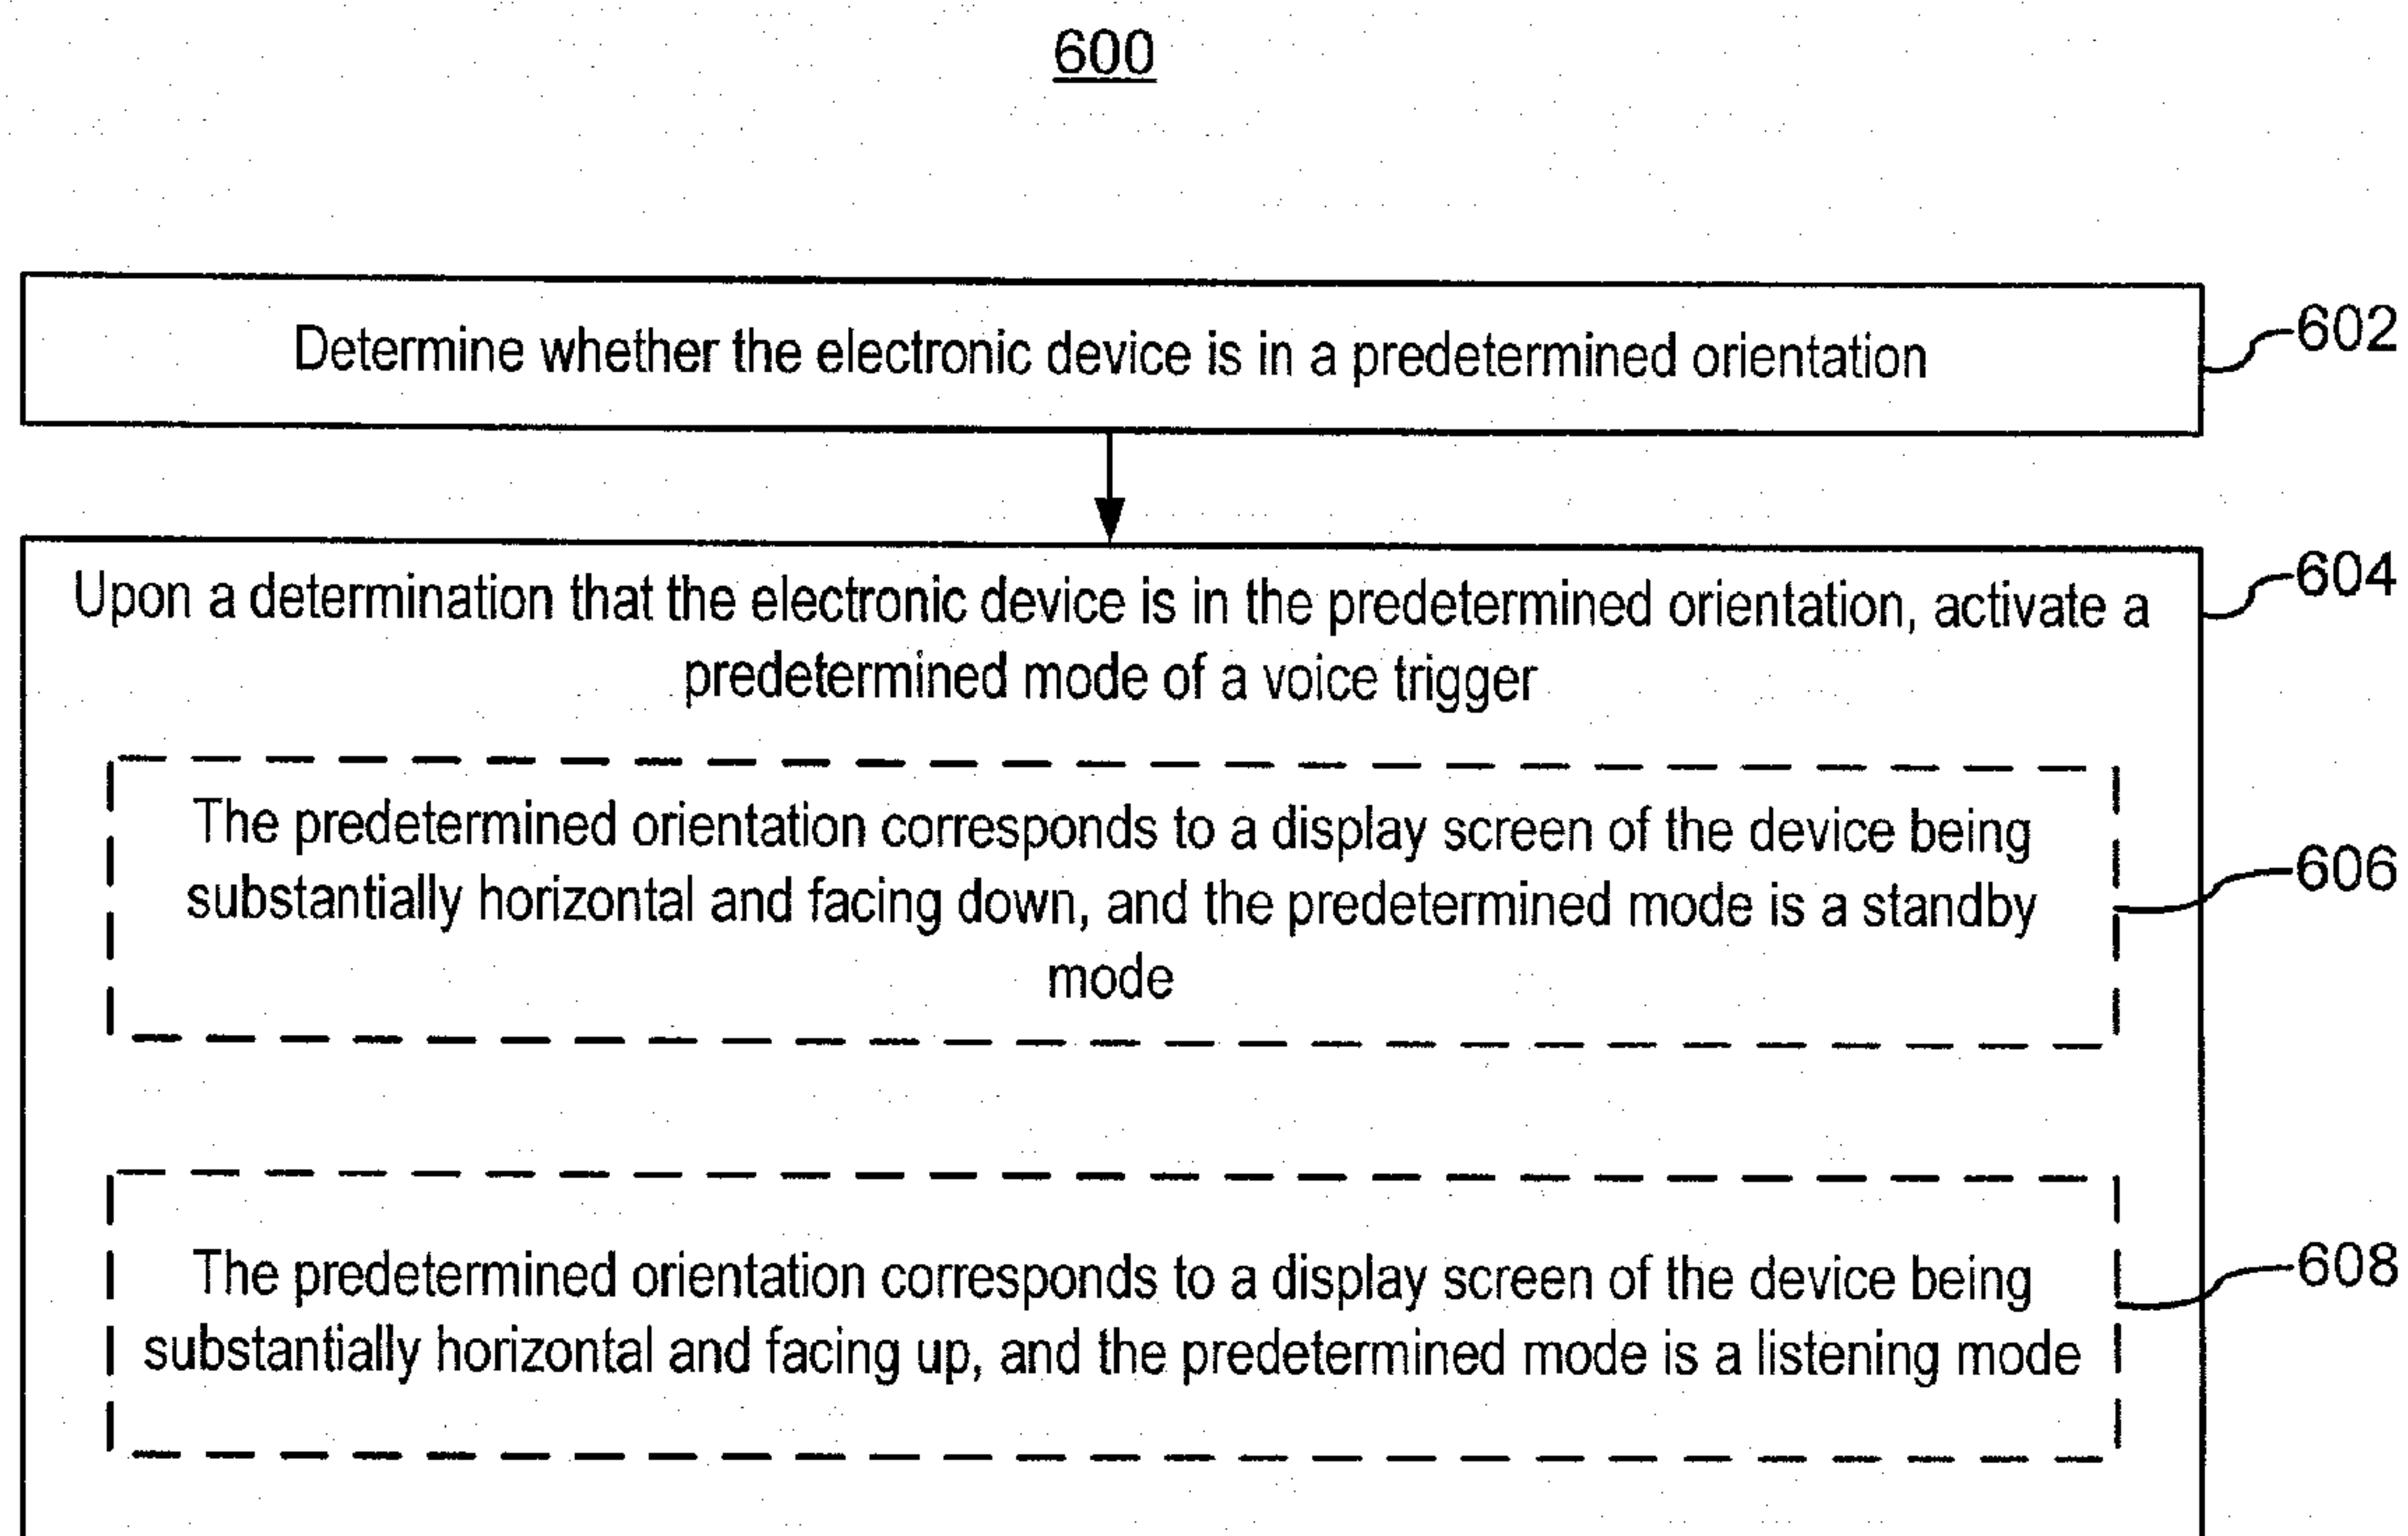 600
Determine whether the electronic device is in a predetermined orientation
602
Upon a determination that the electronic device is in the predetermined orientation, activate a
predetermined mode of a voice trigger
604
The predetermined orientation corresponds to a display screen of the device being
substantially horizontal and facing down, and the predetermined mode is a standby
mode
606
The predetermined orientation corresponds to a display screen of the device being
substantially horizontal and facing up, and the predetermined mode is a listening mode
608